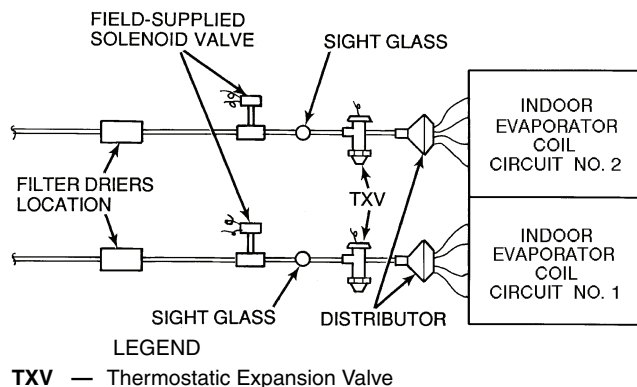 FIELD-SUPPLIED
SOLENOID VALVE
SIGHT GLASS
INDOOR
EVAPORATOR
COIL
CIRCUIT NO. 2
FILTER DRIERS
LOCATION
TXV
INDOOR
EVAPORATOR
COIL
CIRCUIT NO. 1
SIGHT GLASS
DISTRIBUTOR
LEGEND
TXV — Thermostatic Expansion Valve